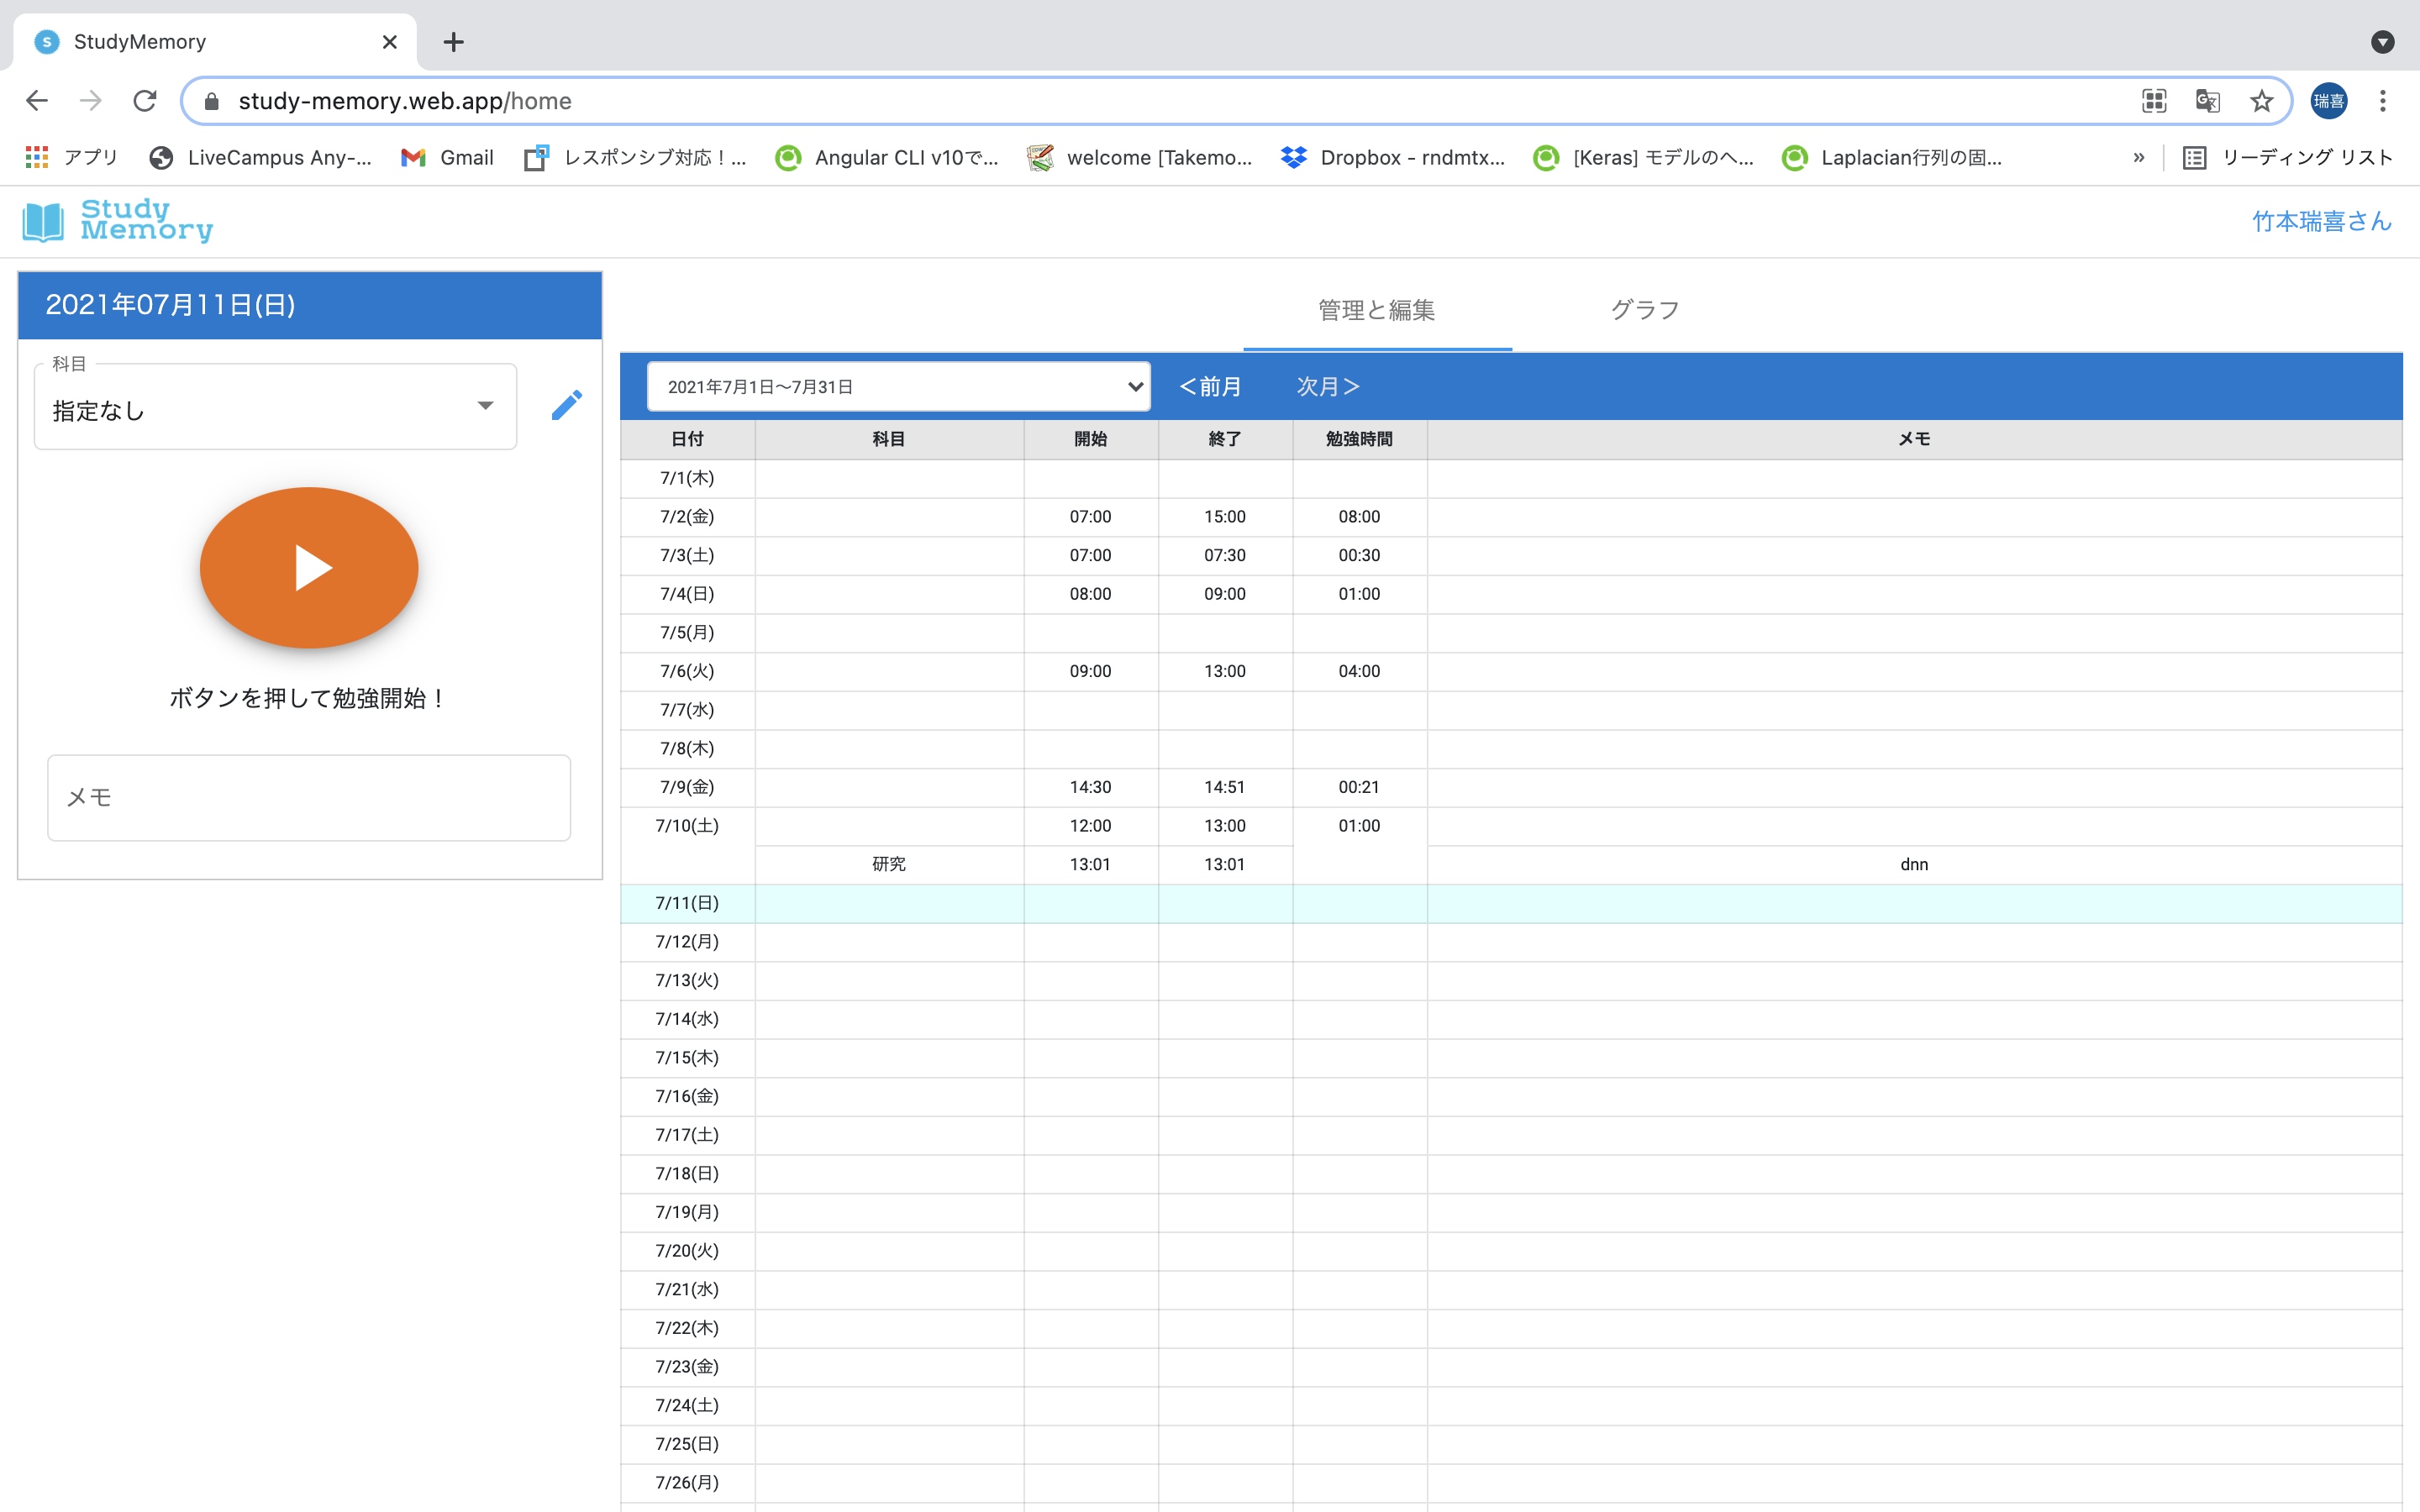 StudyMemory
study-memory.web.app/home
瑞喜
アプリ LiveCampus Any-... Gmail レスポンシブ対応！... Angular CLI v10で... welcome [Takemo... Dropbox - rndmtx... [Keras] モデルのヘ... Laplacian行列の固... » リーディング リスト
Study
Memory
竹本瑞喜さん
2021年07月11日(日)
科目
指定なし
ボタンを押して勉強開始！
メモ
管理と編集 グラフ
2021年7月1日〜7月31日 <前月 次月>
日付 科目 開始 終了 勉強時間 メモ
7/1(木)
7/2(金) 07:00 15:00 08:00
7/3(土) 07:00 07:30 00:30
7/4(日) 08:00 09:00 01:00
7/5(月)
7/6(火) 09:00 13:00 04:00
7/7(水)
7/8(木)
7/9(金) 14:30 14:51 00:21
7/10(土) 12:00 13:00 01:00
研究 13:01 13:01 dnn
7/11(日)
7/12(月)
7/13(火)
7/14(水)
7/15(木)
7/16(金)
7/17(土)
7/18(日)
7/19(月)
7/20(火)
7/21(水)
7/22(木)
7/23(金)
7/24(土)
7/25(日)
7/26(月)